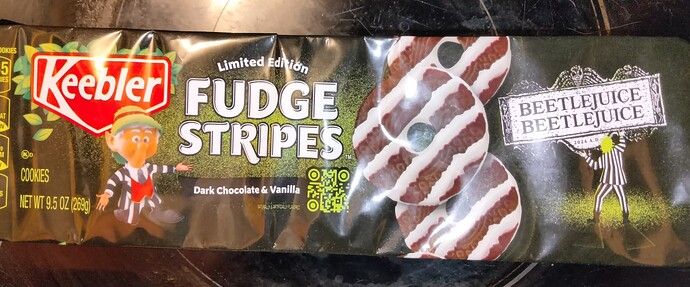 Keebler
COOKIES
NET WT 9.5 OZ (269g)
Limited Edition
FUDGE
STRIPES
Dark Chocolate & Vanilla
BEETLEJUICE
BEETLEJUICE